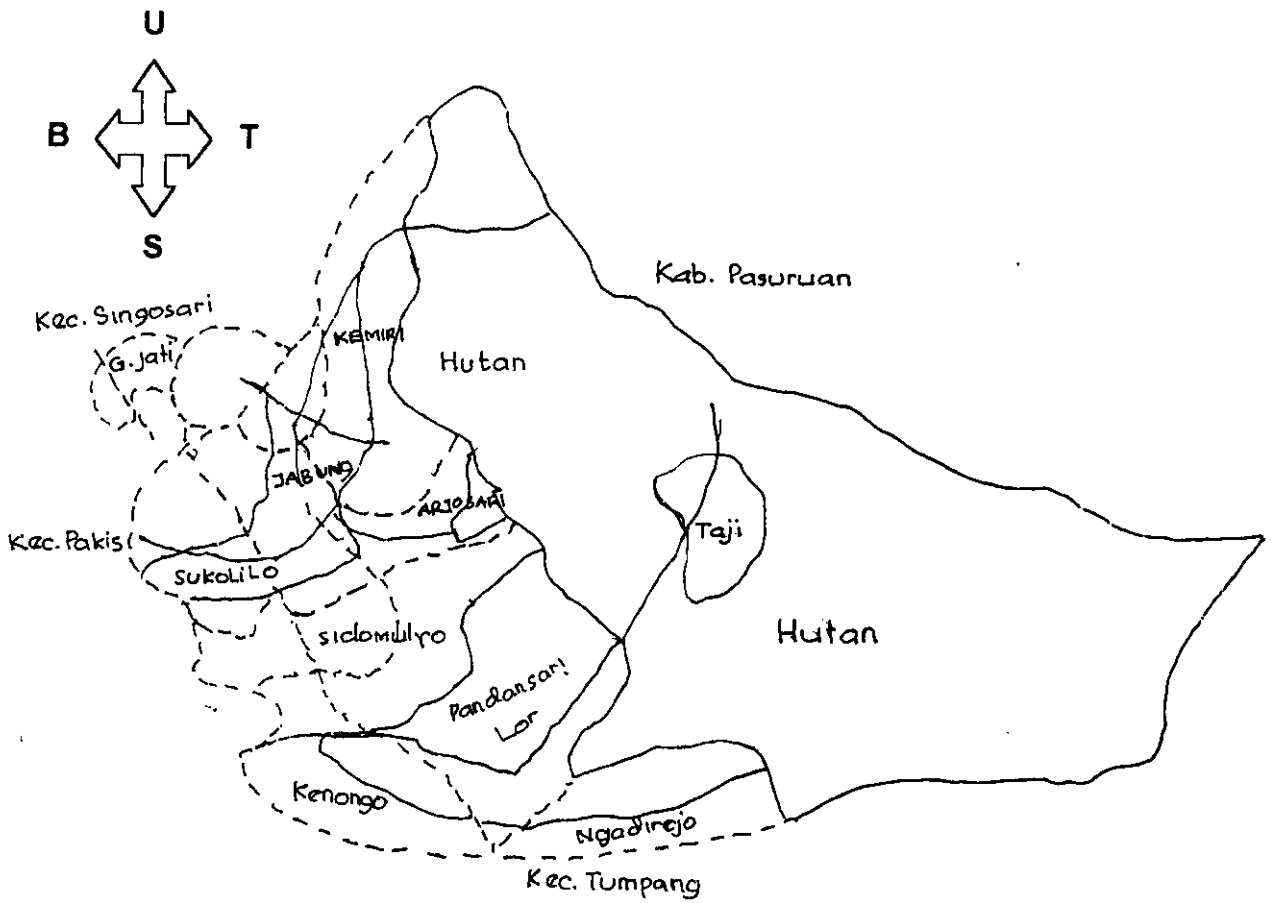 U
B
T
S
Kec. Singosari
G.Jati
KEMIRI
Kab. Pasuruan
Hutan
JABUNG
ARJOSARI
Kec. Pakis
Taji
SUKOLILO
SIDOMULYO
Hutan
Pandansari
Lor
Kenongo
Ngadirejo
Kec. Tumpang